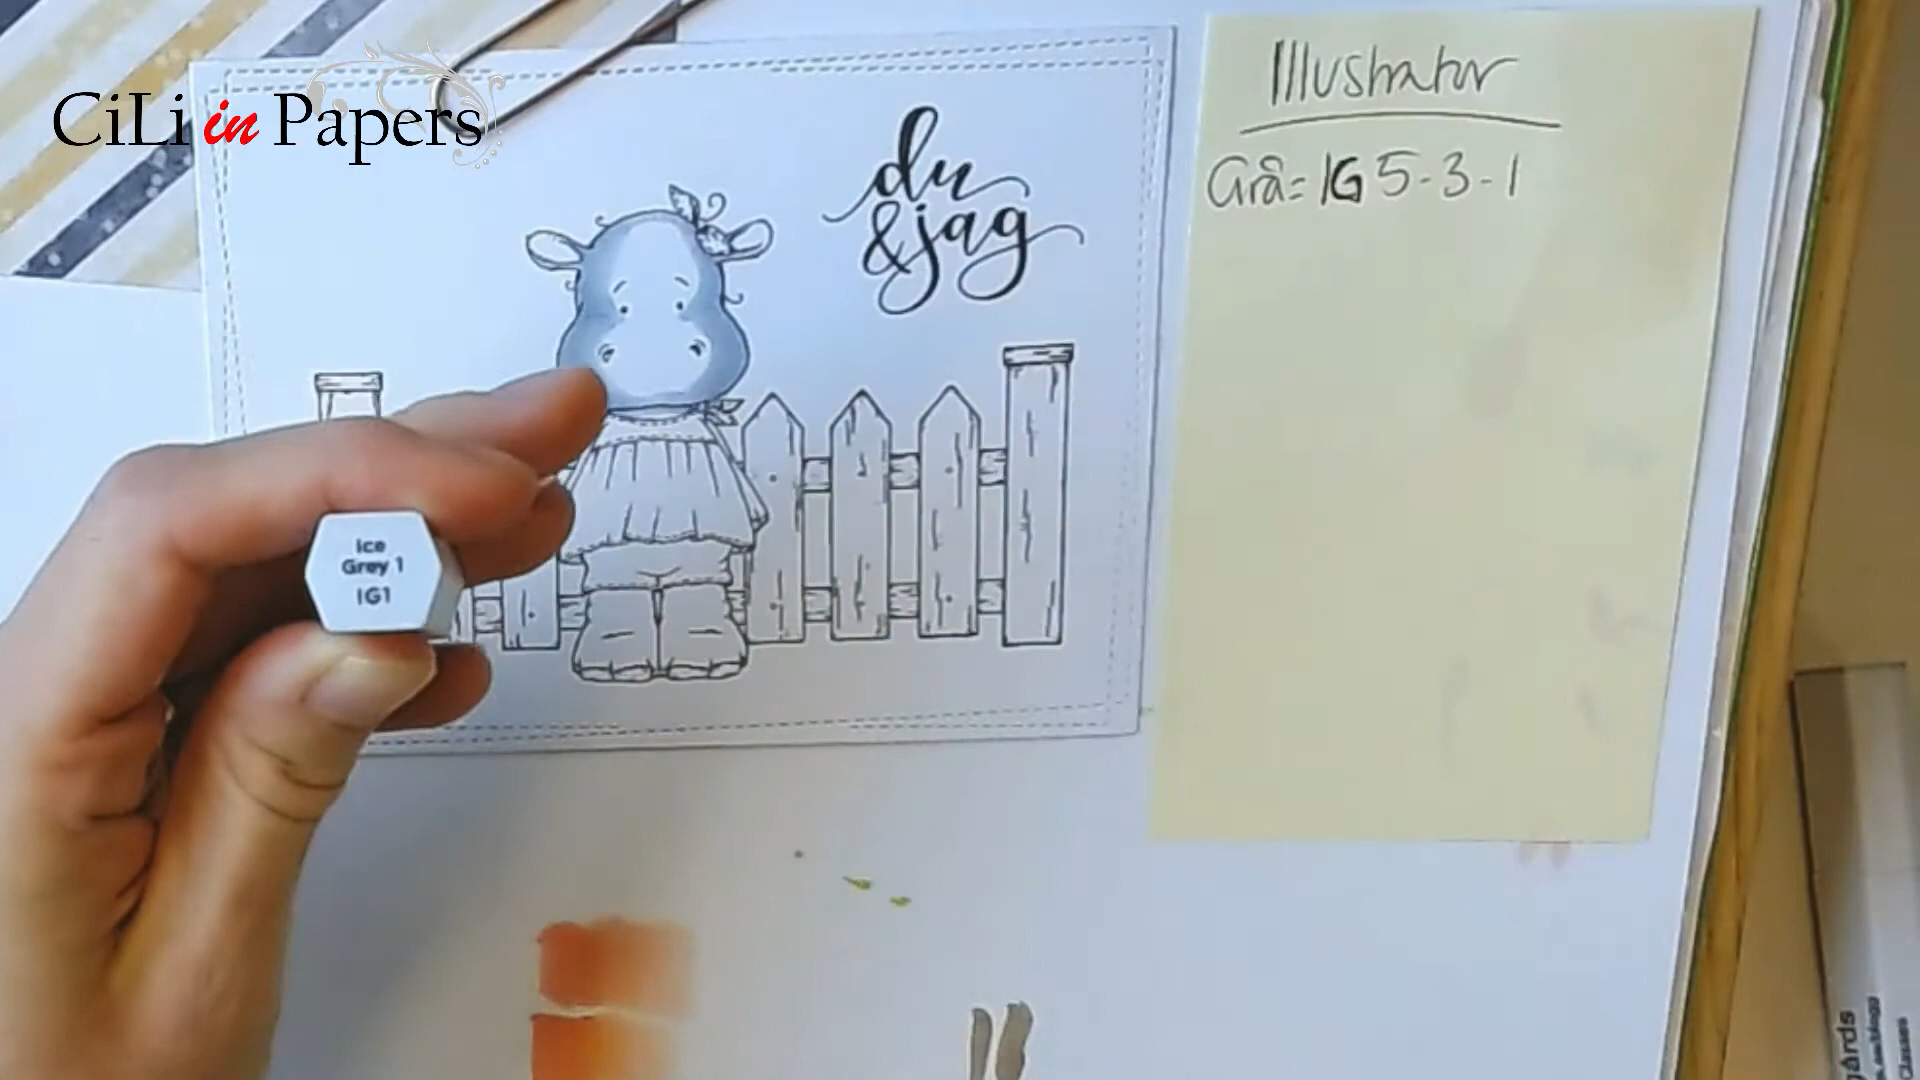 CiLi in Papers
du
&jag
Illustrator
Grå= IG 5-3-1
Ice
Grey 1
IG1